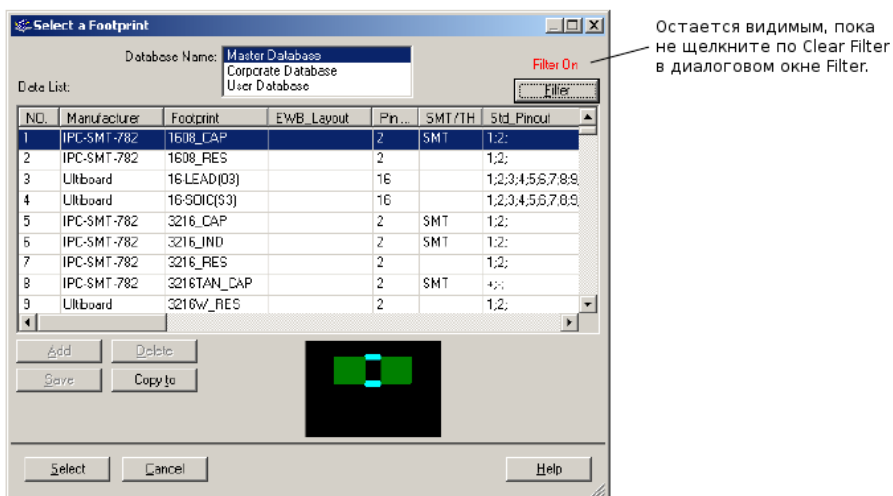 Select a Footprint
Database Name:
Master Database
Corporate Database
User Database
Filter On
Data List:
Filter
NO. Manufacturer Footprint EWB_Layout Pin... SMT/TH Std_Pinout
1 IPC-SMT-782 1608_CAP 2 SMT 1;2;
2 IPC-SMT-782 1608_RES 2 1;2;
3 Ultiboard 16-LEAD(03) 16 1;2;3;4;5;6;7;8;9
4 Ultiboard 16-SOIC(S3) 16 1;2;3;4;5;6;7;8;9
5 IPC-SMT-782 3216_CAP 2 SMT 1;2;
6 IPC-SMT-782 3216_IND 2 SMT 1;2;
7 IPC-SMT-782 3216_RES 2 1;2;
8 IPC-SMT-782 3216TAN_CAP 2 SMT +;-;
9 Ultiboard 3216W_RES 2 1;2;
Add Delete
Save Copy to
Select Cancel Help
Остается видимым, пока
не щелкните по Clear Filter
в диалоговом окне Filter.